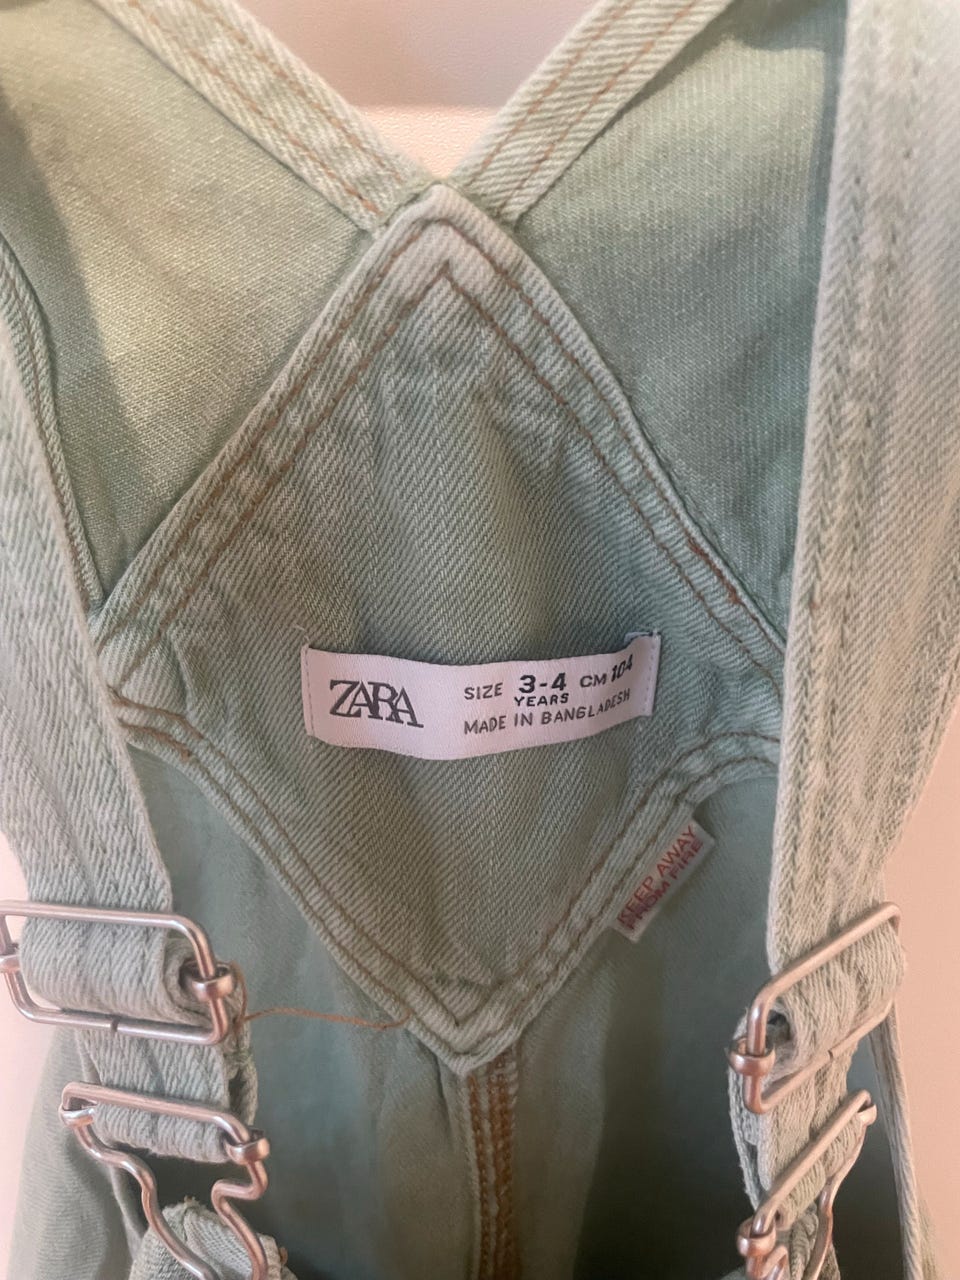 ZARA
SIZE 3-4 CM 104
YEARS
MADE IN BANGLADESH
KEEP AWAY
FROM FIRE